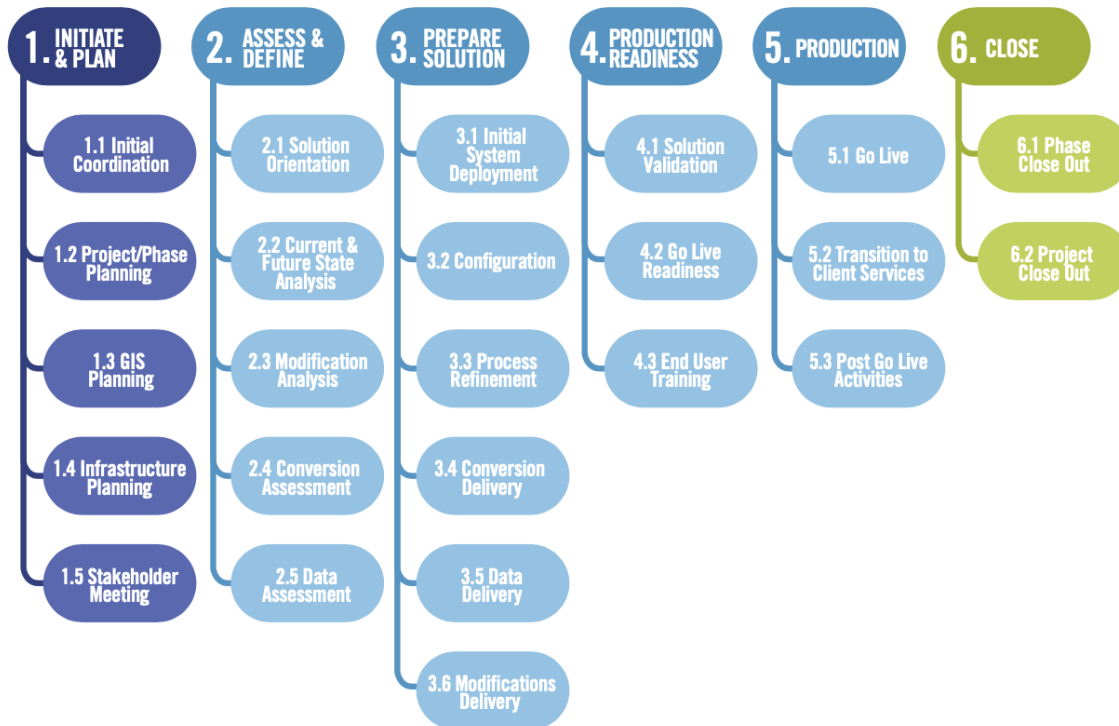 1. INITIATE
& PLAN
1.1 Initial
Coordination
1.2 Project/Phase
Planning
1.3 GIS
Planning
1.4 Infrastructure
Planning
1.5 Stakeholder
Meeting
2. ASSESS &
DEFINE
2.1 Solution
Orientation
2.2 Current &
Future State
Analysis
2.3 Modification
Analysis
2.4 Conversion
Assessment
2.5 Data
Assessment
3. PREPARE
SOLUTION
3.1 Initial
System
Deployment
3.2 Configuration
3.3 Process
Refinement
3.4 Conversion
Delivery
3.5 Data
Delivery
3.6 Modifications
Delivery
4. PRODUCTION
READINESS
4.1 Solution
Validation
4.2 Go Live
Readiness
4.3 End User
Training
5. PRODUCTION
5.1 Go Live
5.2 Transition to
Client Services
5.3 Post Go Live
Activities
6. CLOSE
6.1 Phase
Close Out
6.2 Project
Close Out